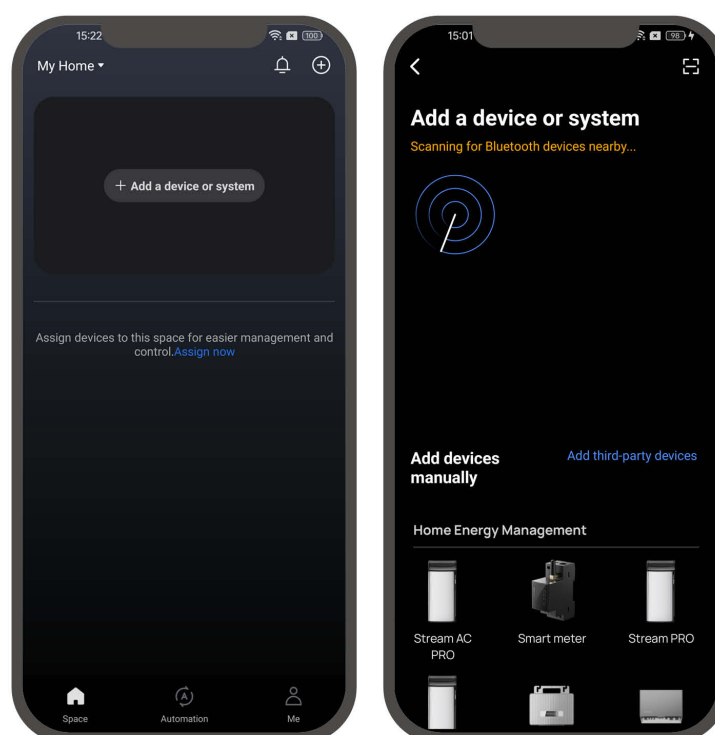 15:22
100
My Home
+ Add a device or system
Assign devices to this space for easier management and
control.Assign now
Space
A
Automation
Me
15:01
98
Add a device or system
Scanning for Bluetooth devices nearby...
Add devices
manually
Add third-party devices
Home Energy Management
Stream AC
PRO
Smart meter
Stream PRO